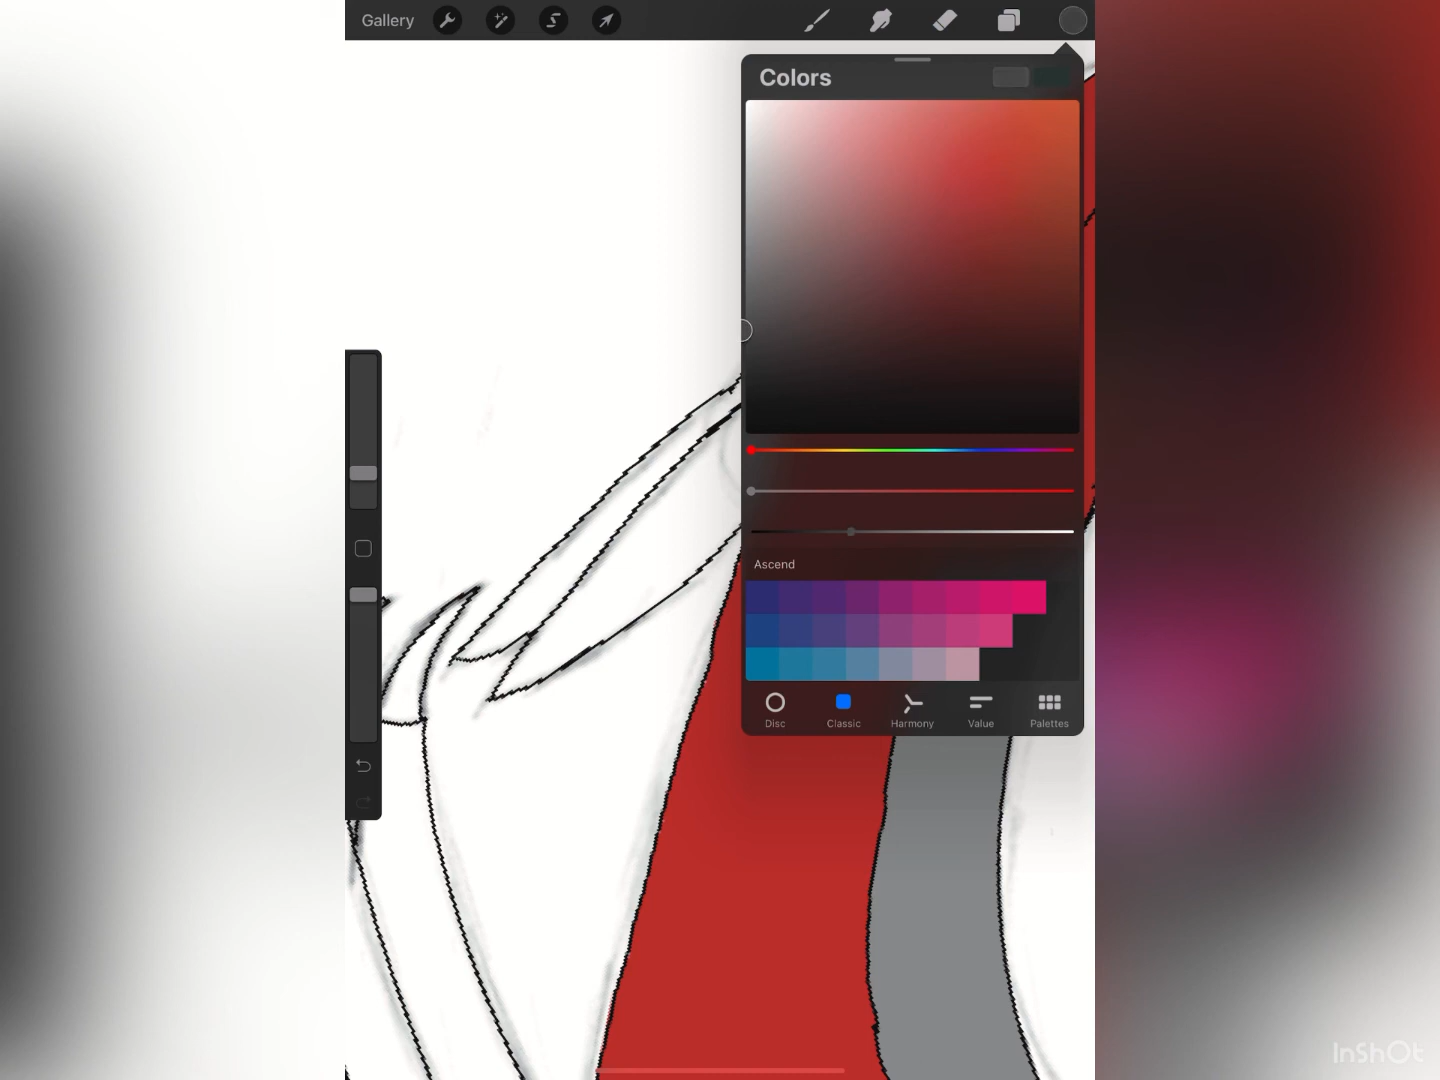 Gallery
Colors
Ascend
Disc Classic Harmony Value Palettes
InShOt